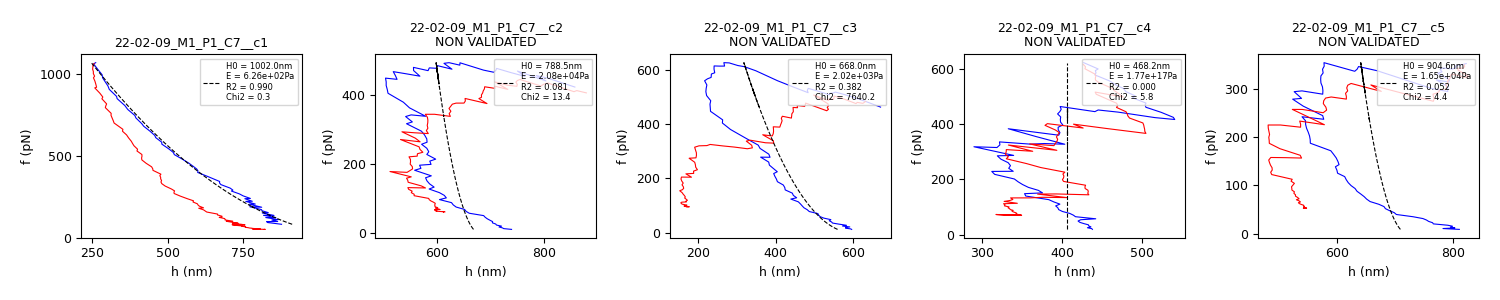 22-02-09_M1_P1_C7__c1
H0 = 1002.0nm
E = 6.26e+02Pa
R2 = 0.990
Chi2 = 0.3
f (pN)
1000
500
0
250 500 750
h (nm)
22-02-09_M1_P1_C7__c2
NON VALIDATED
H0 = 788.5nm
E = 2.08e+04Pa
R2 = 0.081
Chi2 = 13.4
f (pN)
400
200
0
600 800
h (nm)
22-02-09_M1_P1_C7__c3
NON VALIDATED
H0 = 668.0nm
E = 2.02e+03Pa
R2 = 0.382
Chi2 = 7640.2
f (pN)
600
400
200
0
200 400 600
h (nm)
22-02-09_M1_P1_C7__c4
NON VALIDATED
H0 = 468.2nm
E = 1.77e+17Pa
R2 = 0.000
Chi2 = 5.8
f (pN)
600
400
200
0
300 400 500
h (nm)
22-02-09_M1_P1_C7__c5
NON VALIDATED
H0 = 904.6nm
E = 1.65e+04Pa
R2 = 0.052
Chi2 = 4.4
f (pN)
300
200
100
0
600 800
h (nm)